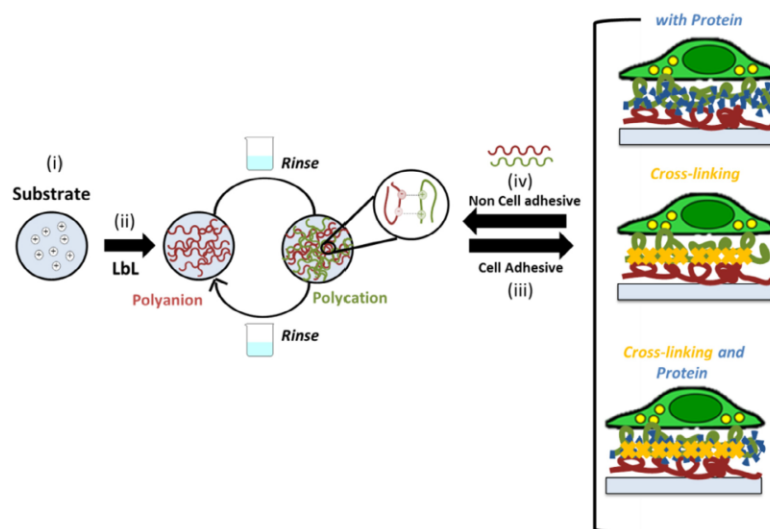 (i)
Substrate
(ii)
LbL
Rinse
Polyanion
Polycation
Rinse
(iv)
Non Cell adhesive
Cell Adhesive
(iii)
with Protein
Cross-linking
Cross-linking and
Protein